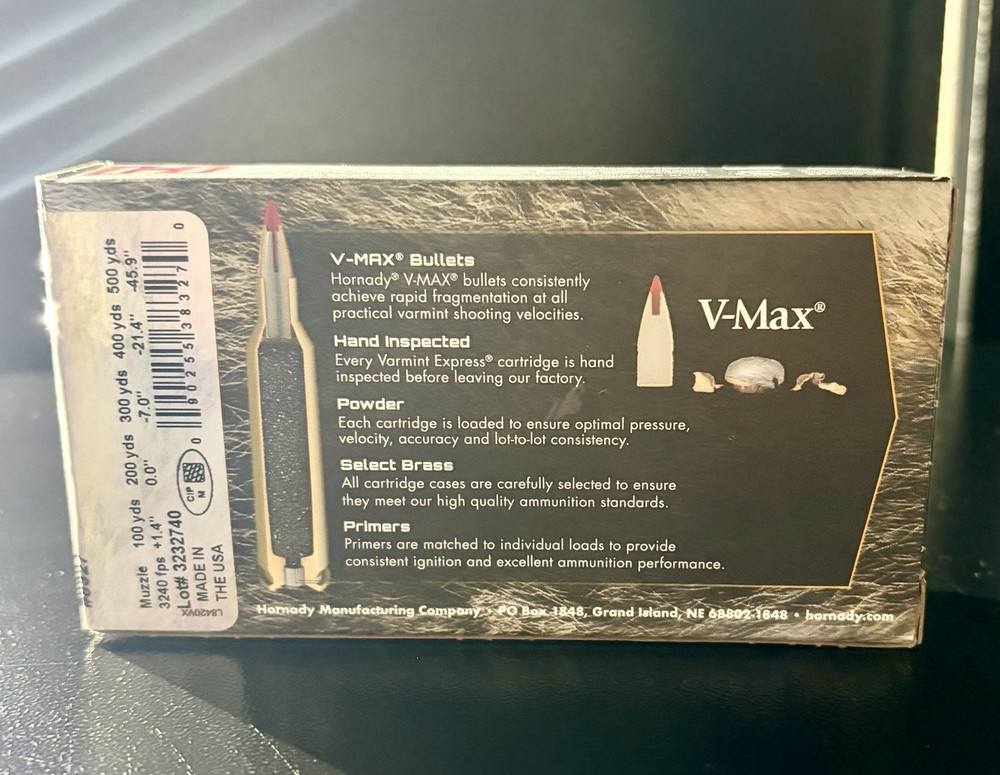 V-MAX® Bullets
Hornady® V-MAX® bullets consistently
achieve rapid fragmentation at all
practical varmint shooting velocities.
Hand Inspected
Every Varmint Express® cartridge is hand
inspected before leaving our factory.
Powder
Each cartridge is loaded to ensure optimal pressure,
velocity, accuracy and lot-to-lot consistency.
Select Brass
All cartridge cases are carefully selected to ensure
they meet our high quality ammunition standards.
Primers
Primers are matched to individual loads to provide
consistent ignition and excellent ammunition performance.
V-Max®
Hornady Manufacturing Company • PO Box 1848, Grand Island, NE 68802-1848 • hornady.com
Muzzle 100 yds 200 yds 300 yds 400 yds 500 yds
3240 fps +1.4" 0.0" -7.0" -21.4" -45.9"
Lot# 3232740
MADE IN
THE USA
CIP
M
0 90255 38327 0
L8420VX